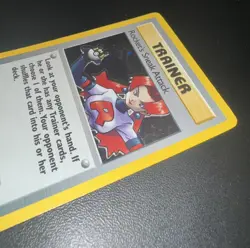 TRAINER
Rocket's Sneak Attack
Look at your opponent's hand. If
he or she has any Trainer cards,
choose 1 of them. Your opponent
shuffles that card into his or her
deck.